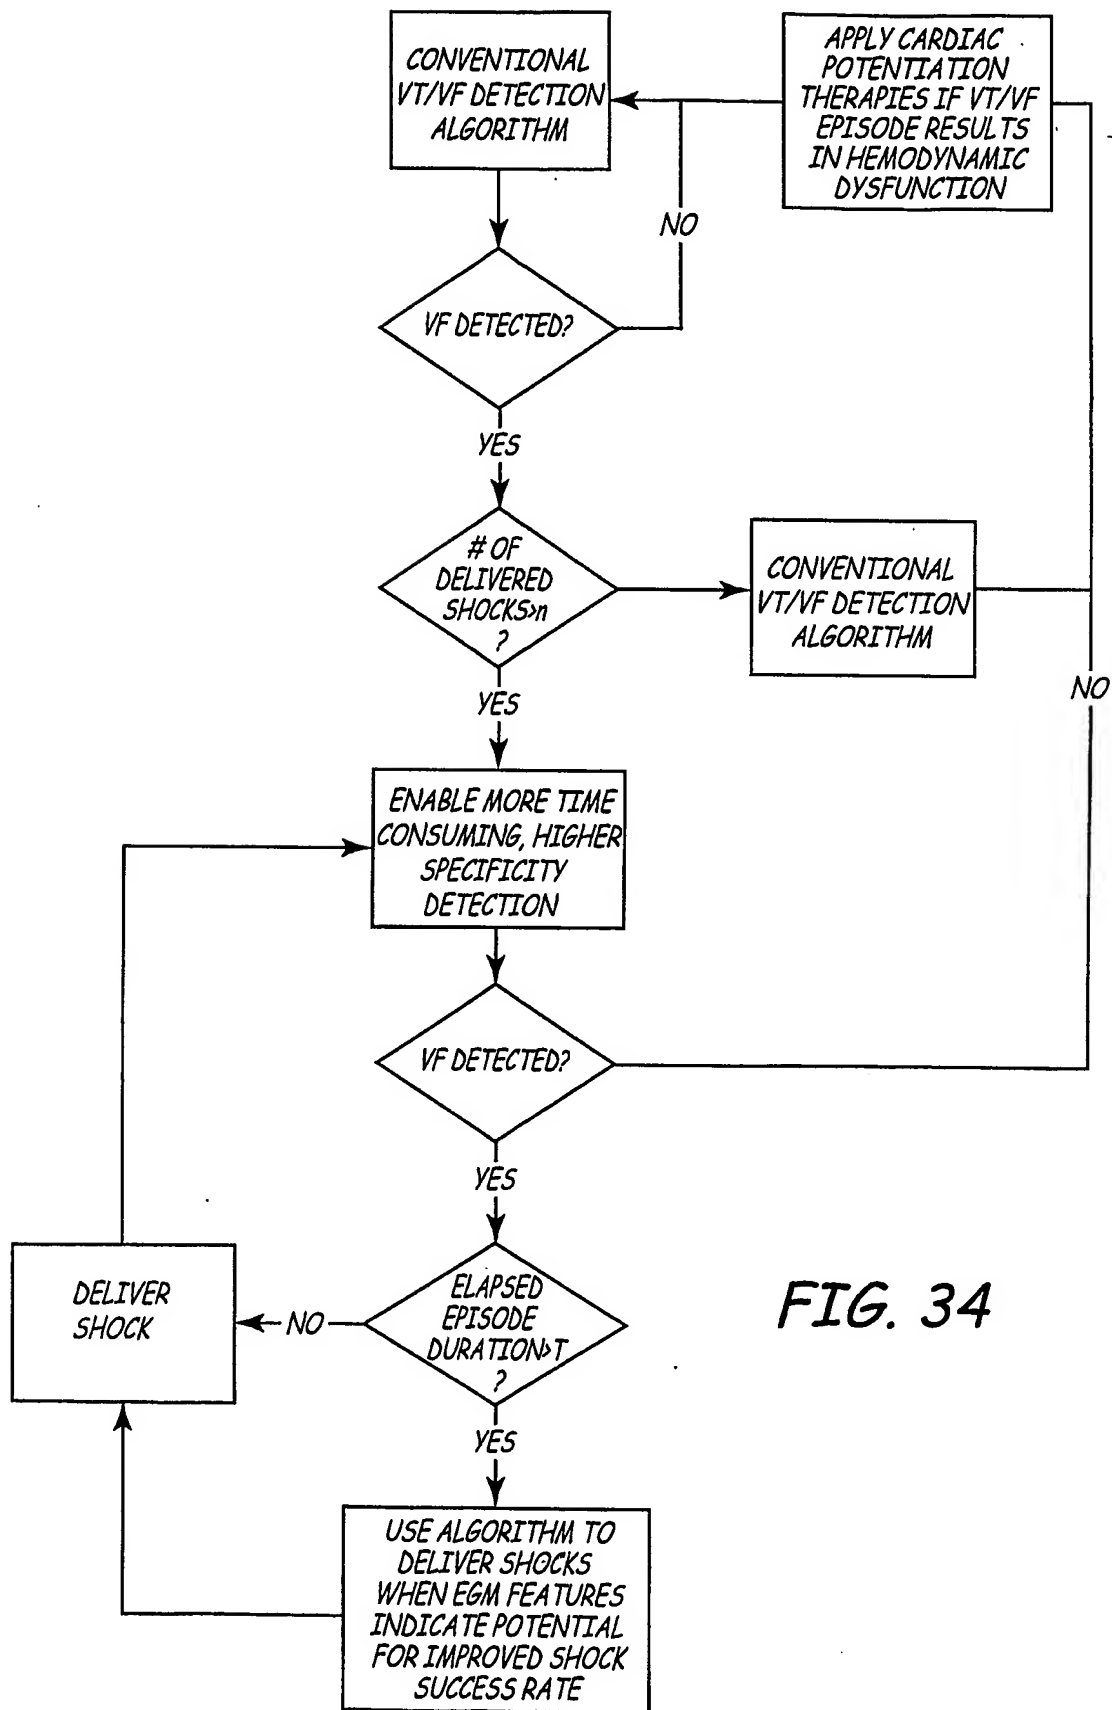 CONVENTIONAL
VT/VF DETECTION
ALGORITHM
APPLY CARDIAC
POTENTIATION
THERAPIES IF VT/VF
EPISODE RESULTS
IN HEMODYNAMIC
DYSFUNCTION
NO
VF DETECTED?
YES
# OF
DELIVERED
SHOCKS>n
?
CONVENTIONAL
VT/VF DETECTION
ALGORITHM
NO
YES
ENABLE MORE TIME
CONSUMING, HIGHER
SPECIFICITY
DETECTION
VF DETECTED?
YES
DELIVER
SHOCK
NO
ELAPSED
EPISODE
DURATION>T
?
FIG. 34
YES
USE ALGORITHM TO
DELIVER SHOCKS
WHEN EGM FEATURES
INDICATE POTENTIAL
FOR IMPROVED SHOCK
SUCCESS RATE